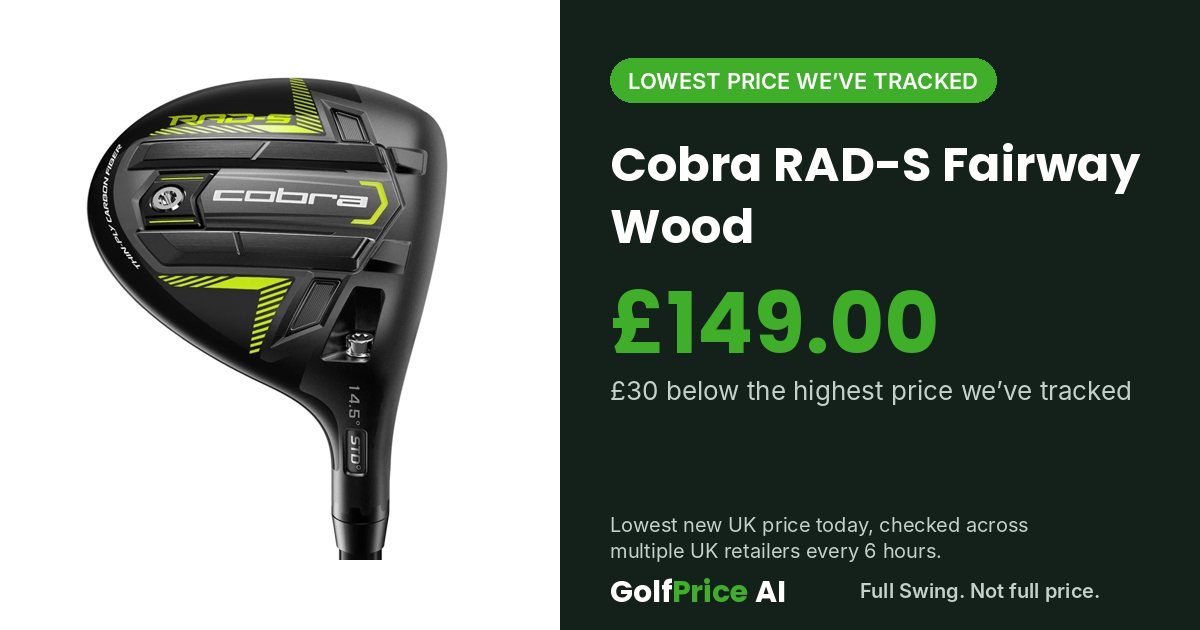 RAD-S
THIN-PLY CARBON FIBER
cobra
14.5°
STD°
LOWEST PRICE WE’VE TRACKED
Cobra RAD-S Fairway
Wood
£149.00
£30 below the highest price we’ve tracked
Lowest new UK price today, checked across
multiple UK retailers every 6 hours.
GolfPrice AI
Full Swing. Not full price.